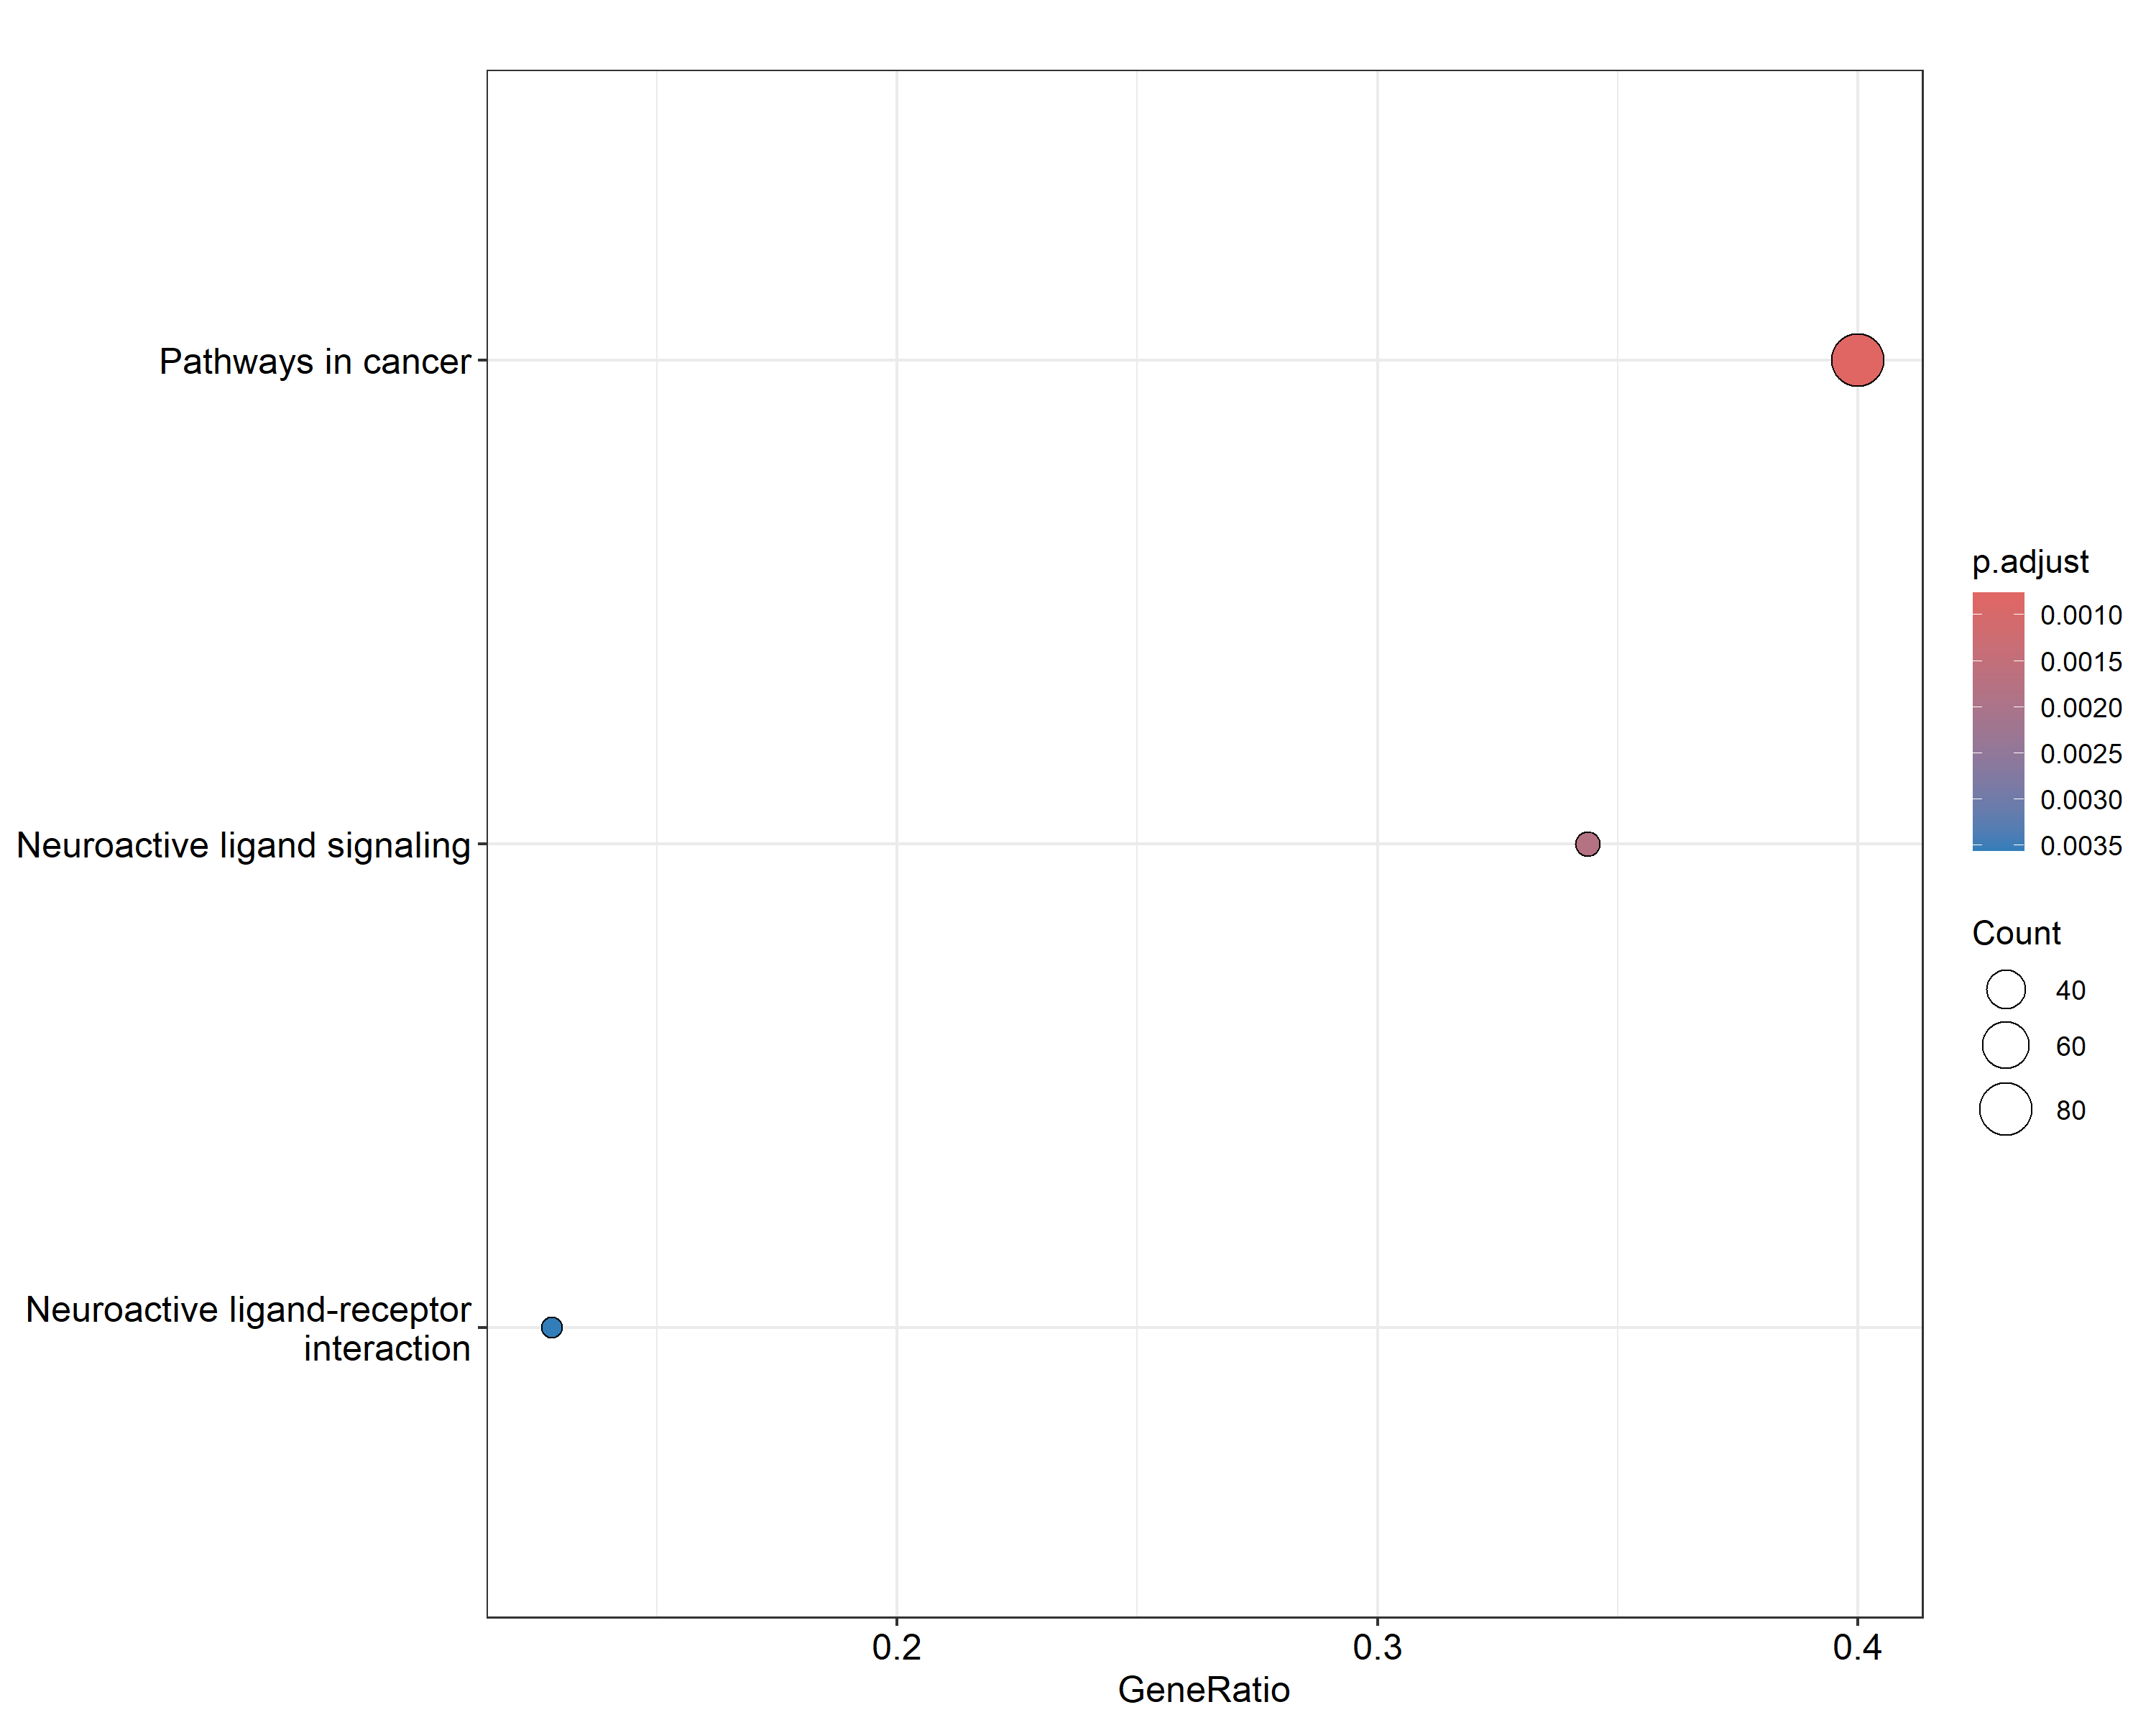 Pathways in cancer
Neuroactive ligand signaling
Neuroactive ligand-receptor
interaction
0.2
0.3
0.4
GeneRatio
p.adjust
0.0010
0.0015
0.0020
0.0025
0.0030
0.0035
Count
40
60
80